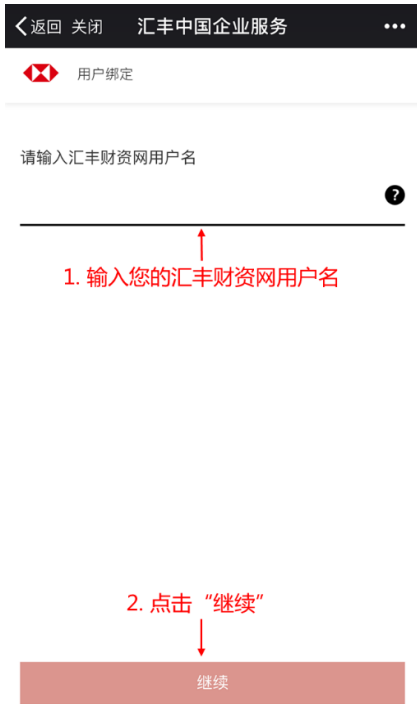 返回 关闭 汇丰中国企业服务
用户绑定
请输入汇丰财资网用户名
?
1. 输入您的汇丰财资网用户名
2. 点击“继续”
继续